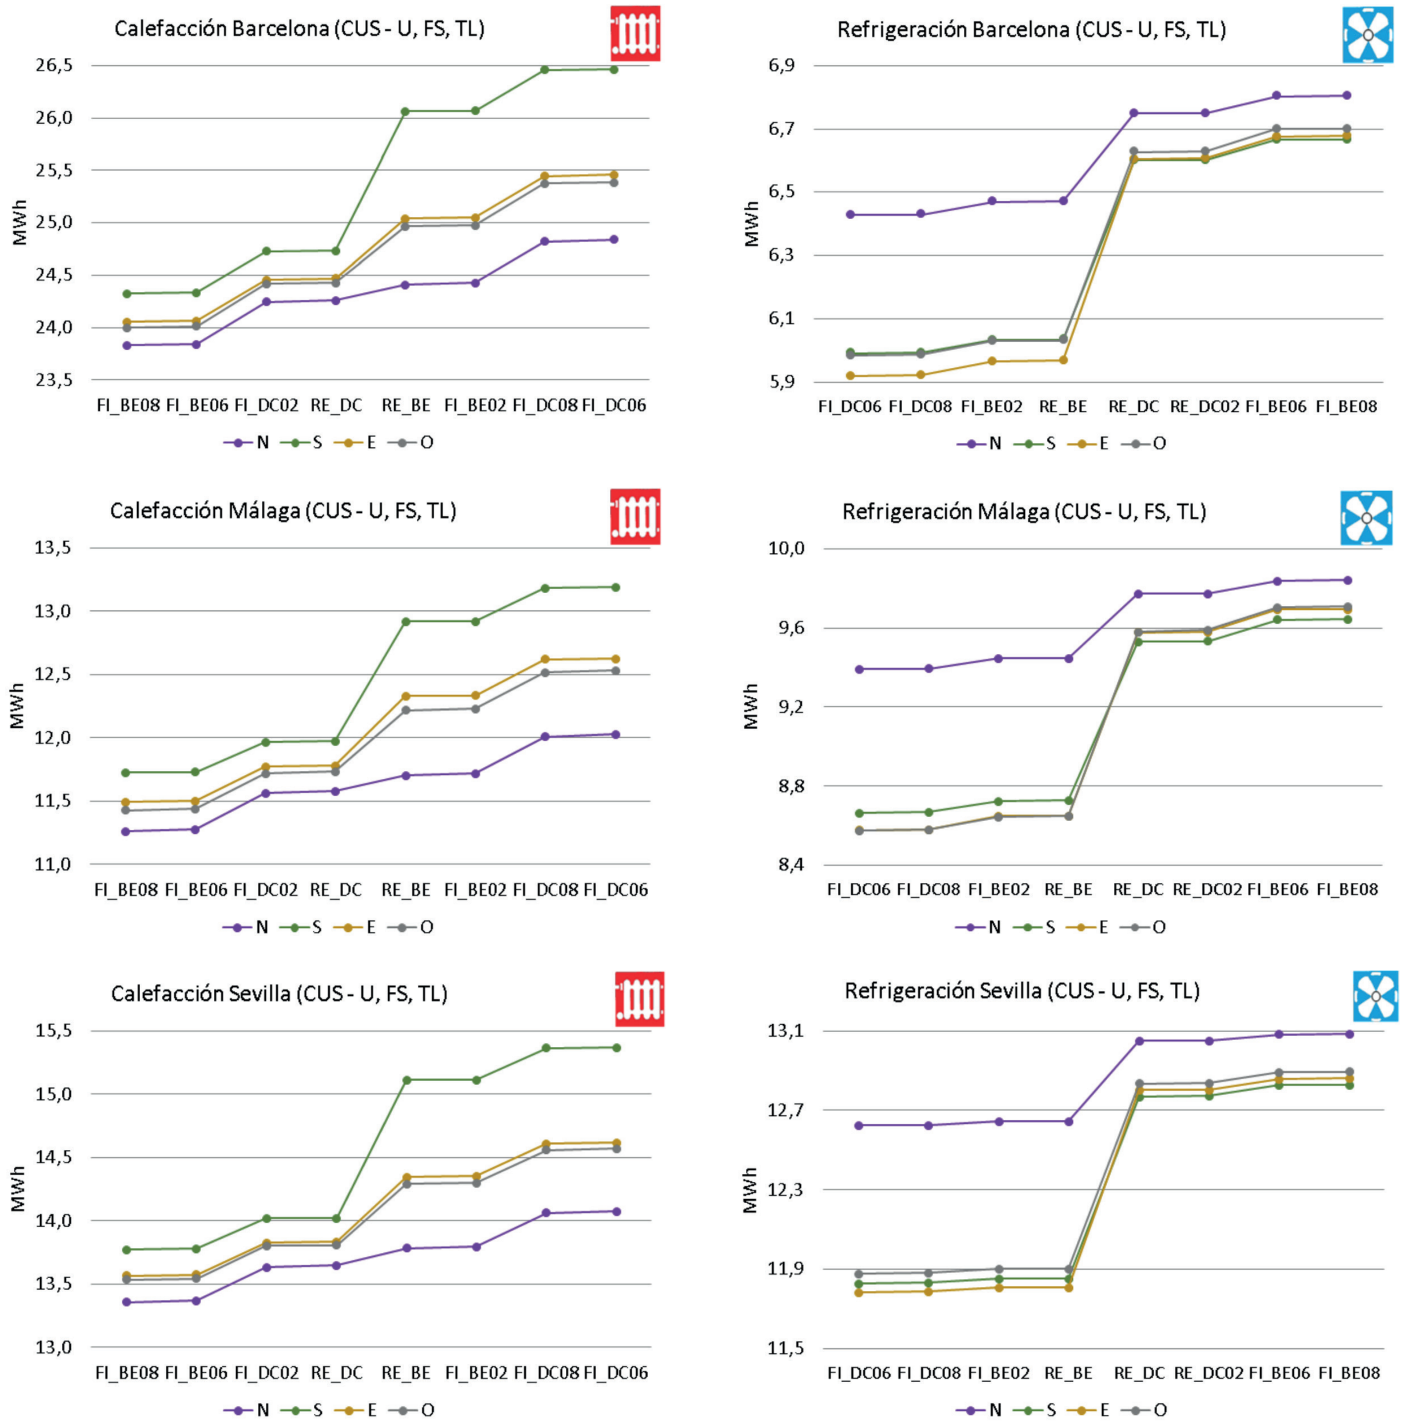 Calefacción Barcelona (CUS - U, FS, TL)
26,5
26,0
25,5
25,0
24,5
24,0
23,5
MWh
FI_BE08 FI_BE06 FI_DC02 RE_DC RE_BE FI_BE02 FI_DC08 FI_DC06
N S E O
Refrigeración Barcelona (CUS - U, FS, TL)
6,9
6,7
6,5
6,3
6,1
5,9
MWh
FI_DC06 FI_DC08 FI_BE02 RE_BE RE_DC RE_DC02 FI_BE06 FI_BE08
N S E O
Calefacción Málaga (CUS - U, FS, TL)
13,5
13,0
12,5
12,0
11,5
11,0
MWh
FI_BE08 FI_BE06 FI_DC02 RE_DC RE_BE FI_BE02 FI_DC08 FI_DC06
N S E O
Refrigeración Málaga (CUS - U, FS, TL)
10,0
9,6
9,2
8,8
8,4
MWh
FI_DC06 FI_DC08 FI_BE02 RE_BE RE_DC RE_DC02 FI_BE06 FI_BE08
N S E O
Calefacción Sevilla (CUS - U, FS, TL)
15,5
15,0
14,5
14,0
13,5
13,0
MWh
FI_BE08 FI_BE06 FI_DC02 RE_DC RE_BE FI_BE02 FI_DC08 FI_DC06
N S E O
Refrigeración Sevilla (CUS - U, FS, TL)
13,1
12,7
12,3
11,9
11,5
MWh
FI_DC06 FI_DC08 FI_BE02 RE_BE RE_DC RE_DC02 FI_BE06 FI_BE08
N S E O